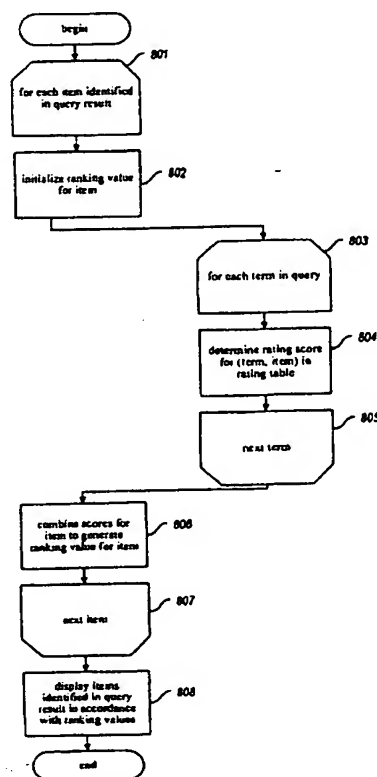 begin
801
for each item identified
in query result
initialize ranking value
for item
802
803
for each term in query
804
determine rating score
for (term, item) in
rating table
805
next term
combine scores for
item to generate
ranking value for item
806
next item
807
display items
identified in query
result in accordance
with ranking values
808
end